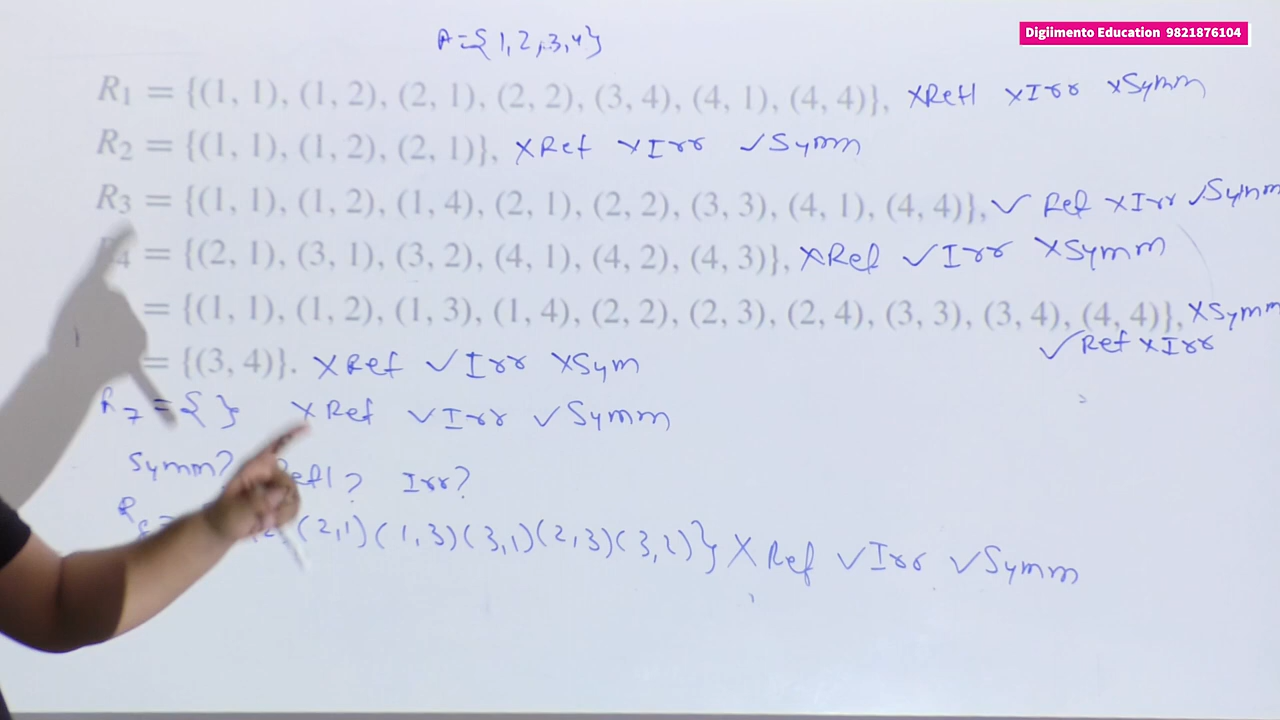 Digiimento Education 9821876104
A={1,2,3,4}
R1 = {(1, 1), (1, 2), (2, 1), (2, 2), (3, 4), (4, 1), (4, 4)}, ×Refl ×Irr ×Symm
R2 = {(1, 1), (1, 2), (2, 1)}, ×Ref ×Irr ✓Symm
R3 = {(1, 1), (1, 2), (1, 4), (2, 1), (2, 2), (3, 3), (4, 1), (4, 4)}, ✓ Ref ×Irr ✓Symm
4 = {(2, 1), (3, 1), (3, 2), (4, 1), (4, 2), (4, 3)}, ×Ref ✓Irr ×Symm
= {(1, 1), (1, 2), (1, 3), (1, 4), (2, 2), (2, 3), (2, 4), (3, 3), (3, 4), (4, 4)}, ×Symm
✓Ref ×Irr
= {(3, 4)}. ×Ref ✓Irr ×Sym
R7 = { } ×Ref ✓Irr ✓Symm
Symm? Refl? Irr?
R8= (2,1)(1,3)(3,1)(2,3)(3,2)} ×Ref ✓Irr ✓Symm